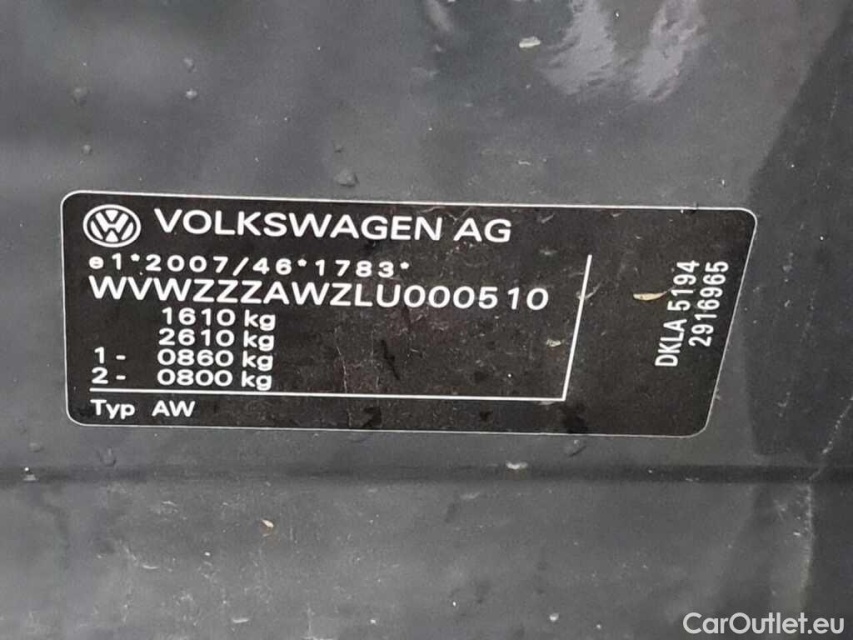 VOLKSWAGEN AG
e1*2007/46*1783*
WVWZZZAWZLU000510
1610 kg
2610 kg
1- 0860 kg
2- 0800 kg
Typ AW
DKLA 5194
2916965
CarOutlet.eu